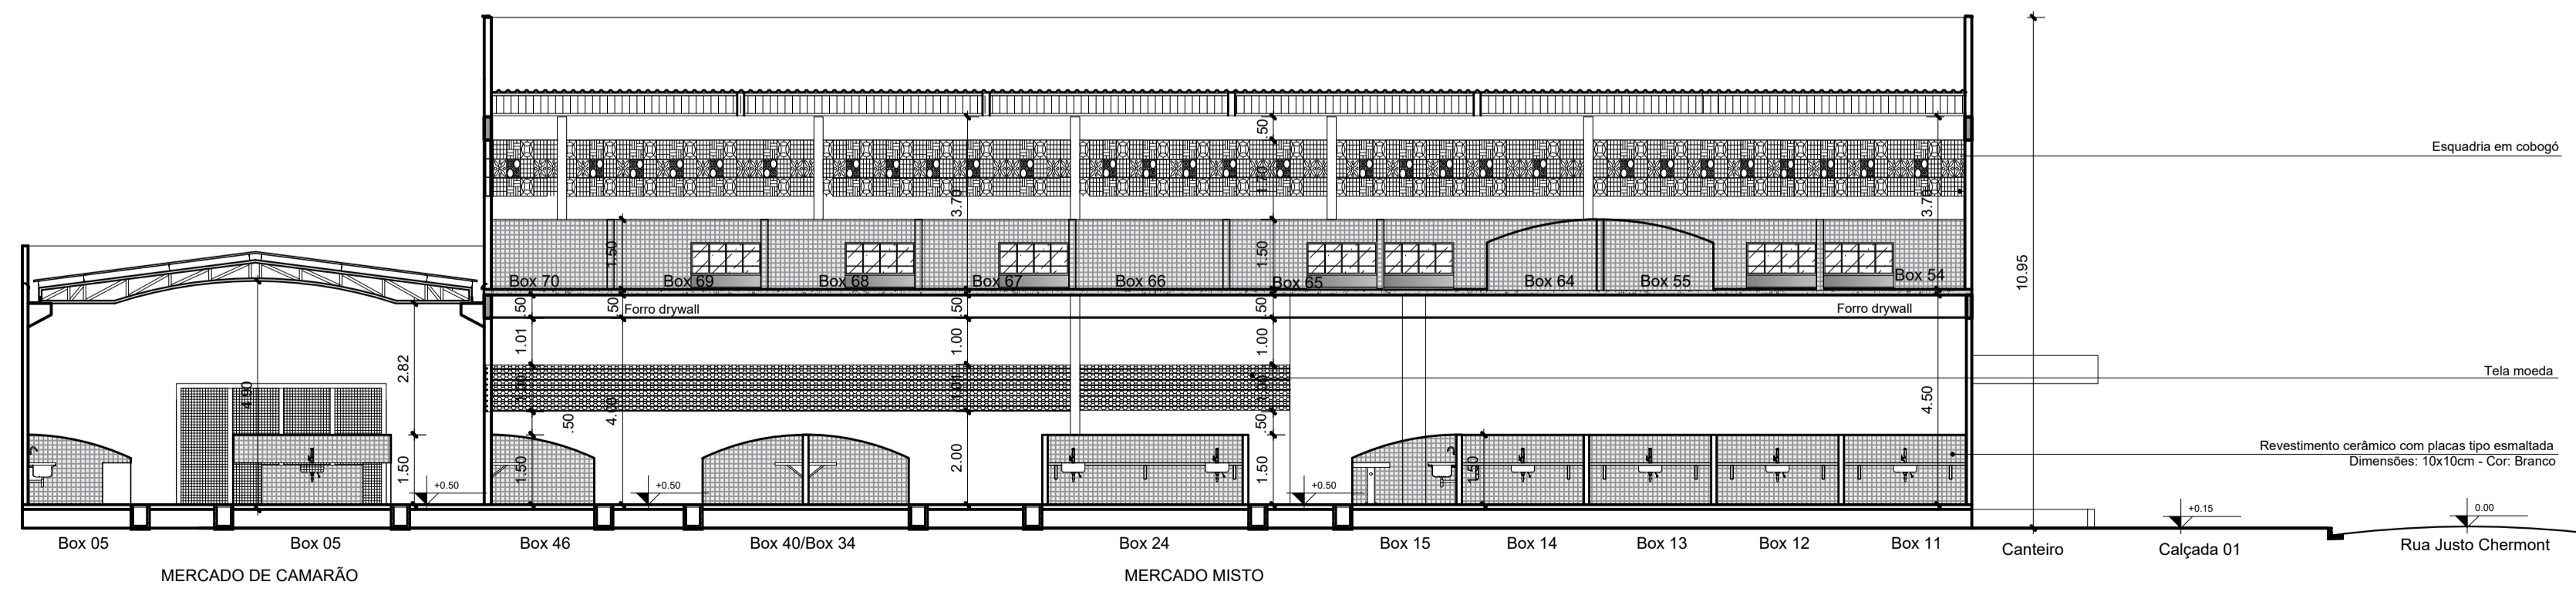 Esquadria em cobogó
.50
1.70
3.70
3.70
1.50
1.50
10.95
Box 70
Box 69
Box 68
Box 67
Box 66
Box 65
Box 64
Box 55
Box 54
.50
.50
.50
.50
Forro drywall
Forro drywall
1.01
1.00
1.00
2.82
4.90
1.00
1.01
1.00
4.50
Tela moeda
.50
.50
Revestimento cerâmico com placas tipo esmaltada
Dimensões: 10x10cm - Cor: Branco
1.50
1.50
2.00
1.50
1.50
+0.50
+0.50
+0.50
+0.15
0.00
Box 05
Box 05
Box 46
Box 40/Box 34
Box 24
Box 15
Box 14
Box 13
Box 12
Box 11
Canteiro
Calçada 01
Rua Justo Chermont
MERCADO DE CAMARÃO
MERCADO MISTO